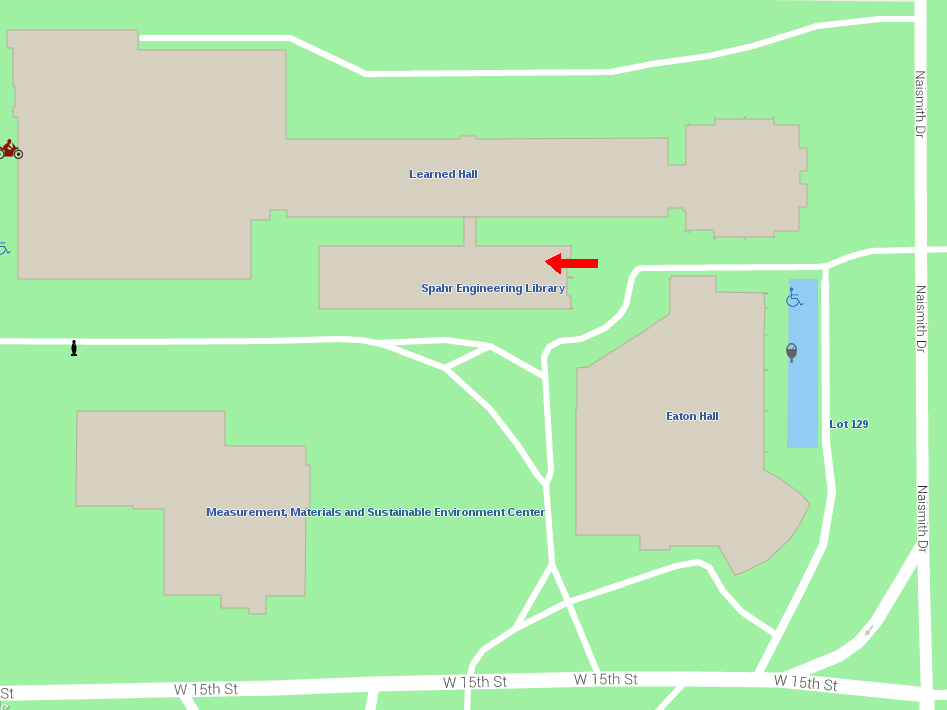 Naismith Dr
Learned Hall
Spahr Engineering Library
Naismith Dr
Eaton Hall
Lot 129
Measurement, Materials and Sustainable Environment Center
Naismith Dr
St
W 15th St
W 15th St
W 15th St
W 15th St